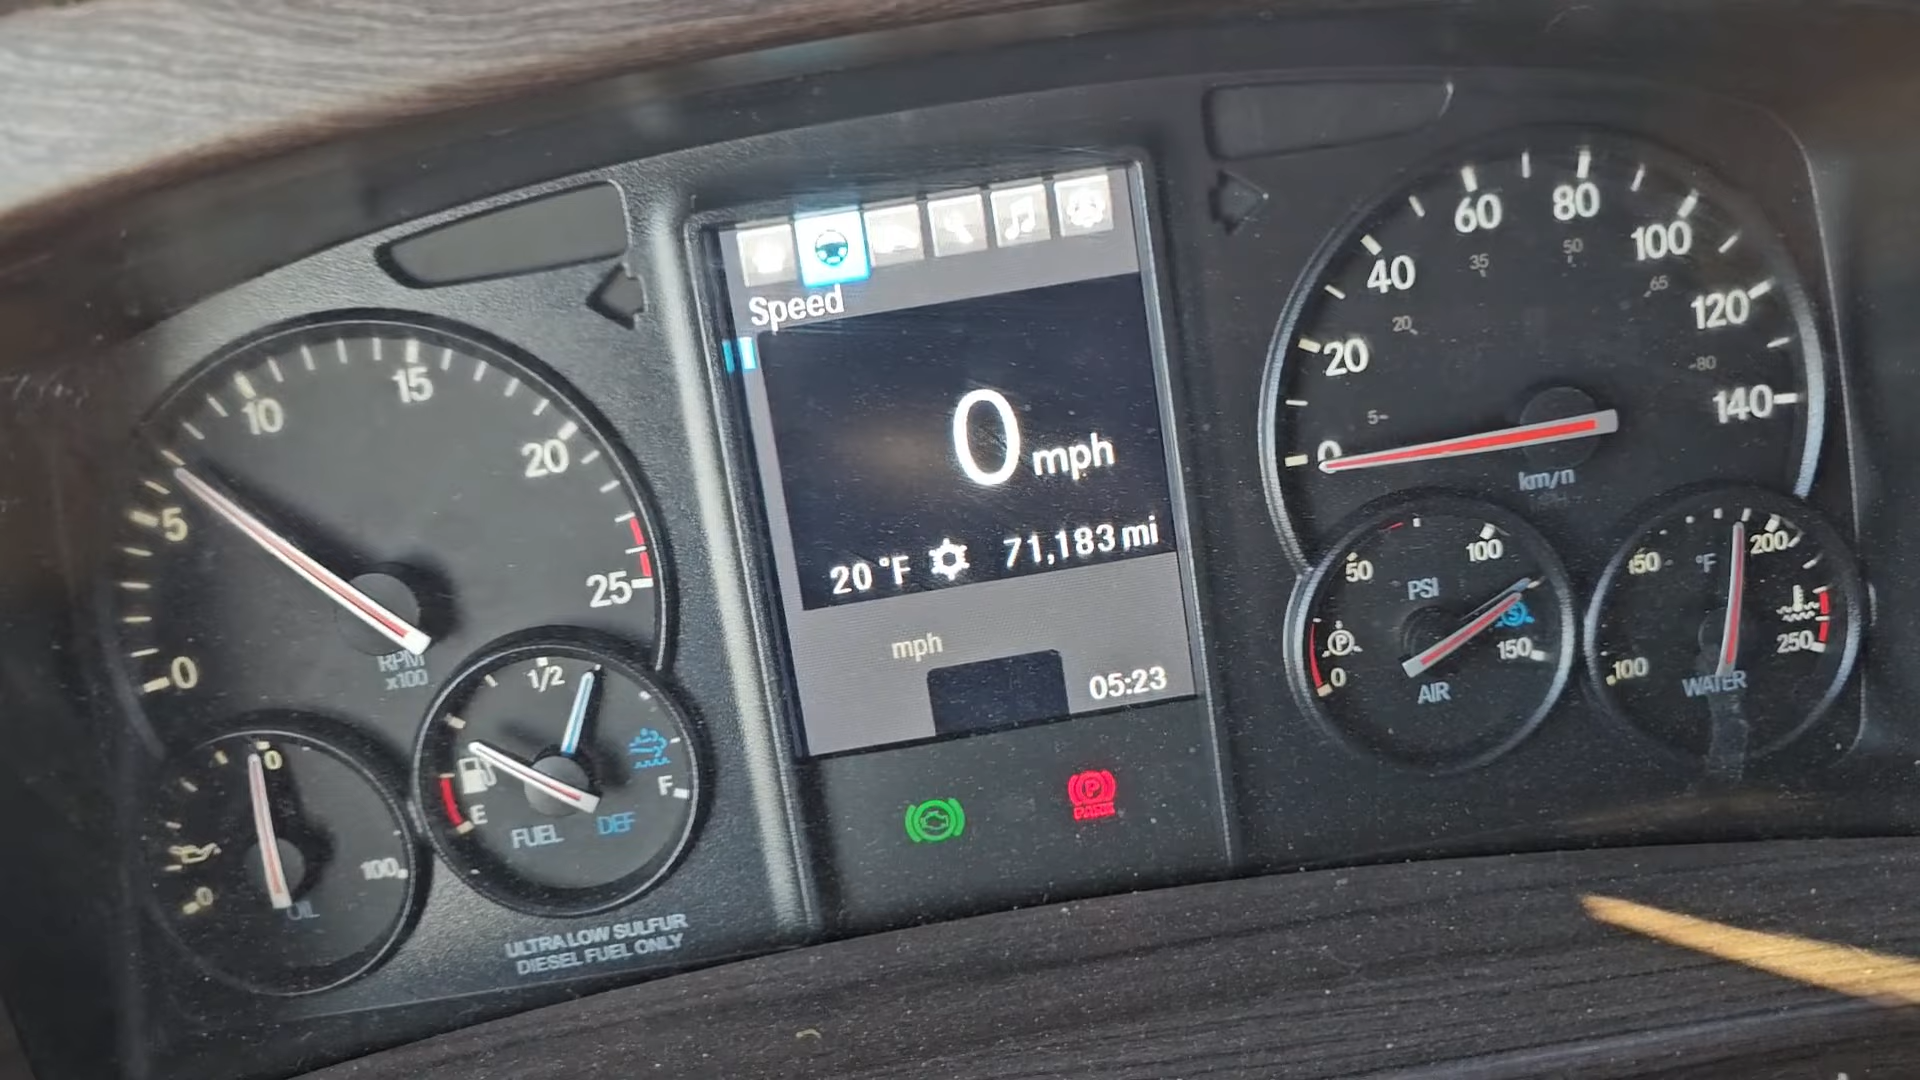 Speed
0 mph
20°F 71,183 mi
mph
05:23
0
5
10
15
20
25
RPM
x100
0
100
OIL
1/2
E
F
FUEL
DEF
ULTRA LOW SULFUR
DIESEL FUEL ONLY
0
20
40
60
80
100
120
140
5
20
35
50
65
80
km/h
0
50
100
150
PSI
P
S
AIR
100
150
200
250
°F
WATER
P
PARK